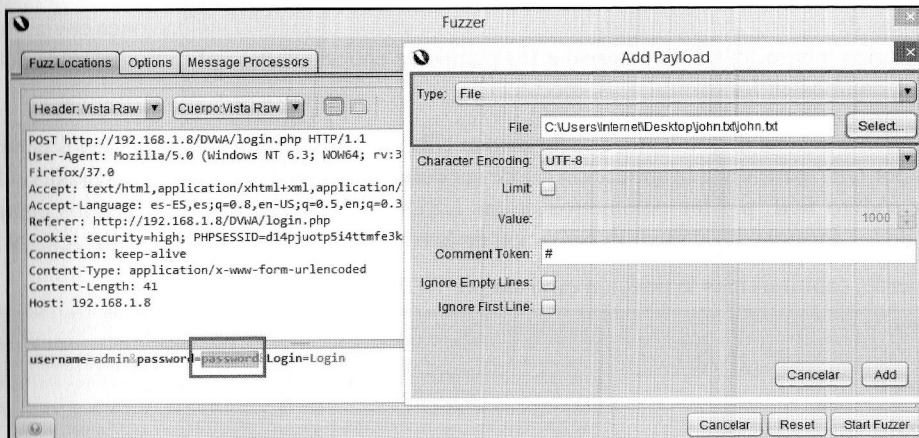 Fuzzer
Fuzz Locations Options Message Processors
Header: Vista Raw Cuerpo:Vista Raw
POST http://192.168.1.8/DVWA/login.php HTTP/1.1
User-Agent: Mozilla/5.0 (Windows NT 6.3; WOW64; rv:3
Firefox/37.0
Accept: text/html,application/xhtml+xml,application/
Accept-Language: es-ES,es;q=0.8,en-US;q=0.5,en;q=0.3
Referer: http://192.168.1.8/DVWA/login.php
Cookie: security=high; PHPSESSID=d14pjuotp5i4ttmfe3k
Connection: keep-alive
Content-Type: application/x-www-form-urlencoded
Content-Length: 41
Host: 192.168.1.8
username=admin&password=password&Login=Login
Add Payload
Type: File
File: C:\Users\Internet\Desktop\john.txt\john.txt Select...
Character Encoding: UTF-8
Limit:
Value: 1000
Comment Token: #
Ignore Empty Lines:
Ignore First Line:
Cancelar Add
Cancelar Reset Start Fuzzer